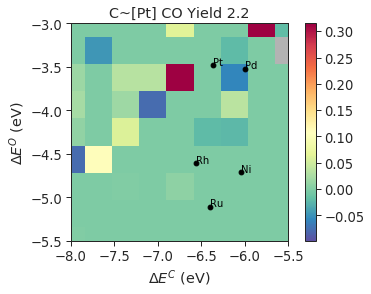 C~[Pt] CO Yield 2.2
−3.0
−3.5
−4.0
−4.5
−5.0
−5.5
ΔE^O (eV)
Pt
Pd
Rh
Ni
Ru
−8.0 −7.5 −7.0 −6.5 −6.0 −5.5
ΔE^C (eV)
0.30
0.25
0.20
0.15
0.10
0.05
0.00
−0.05